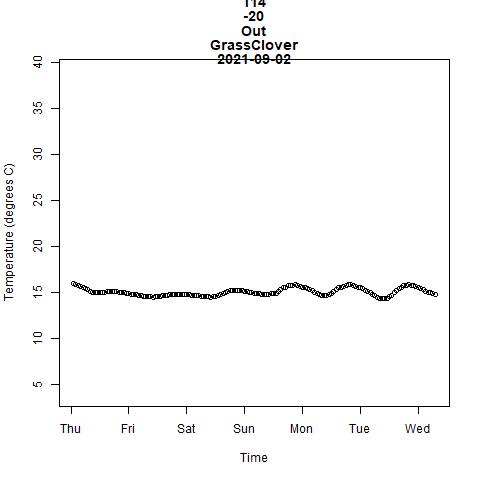 114
-20
Out
GrassClover
2021-09-02
40
35
30
25
20
15
10
5
Temperature (degrees C)
Thu Fri Sat Sun Mon Tue Wed
Time